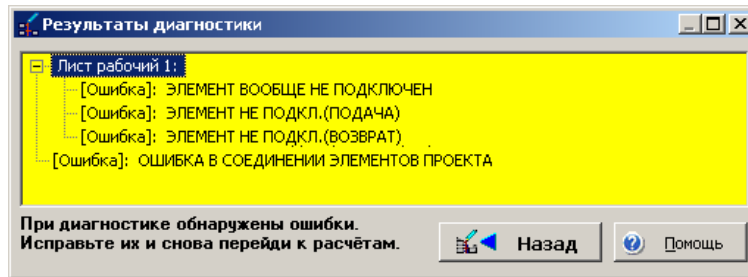 Результаты диагностики
Лист рабочий 1:
[Ошибка]: ЭЛЕМЕНТ ВООБЩЕ НЕ ПОДКЛЮЧЕН
[Ошибка]: ЭЛЕМЕНТ НЕ ПОДКЛ.(ПОДАЧА)
[Ошибка]: ЭЛЕМЕНТ НЕ ПОДКЛ.(ВОЗВРАТ)
[Ошибка]: ОШИБКА В СОЕДИНЕНИИ ЭЛЕМЕНТОВ ПРОЕКТА
При диагностике обнаружены ошибки.
Исправьте их и снова перейди к расчётам.
Назад
Помощь